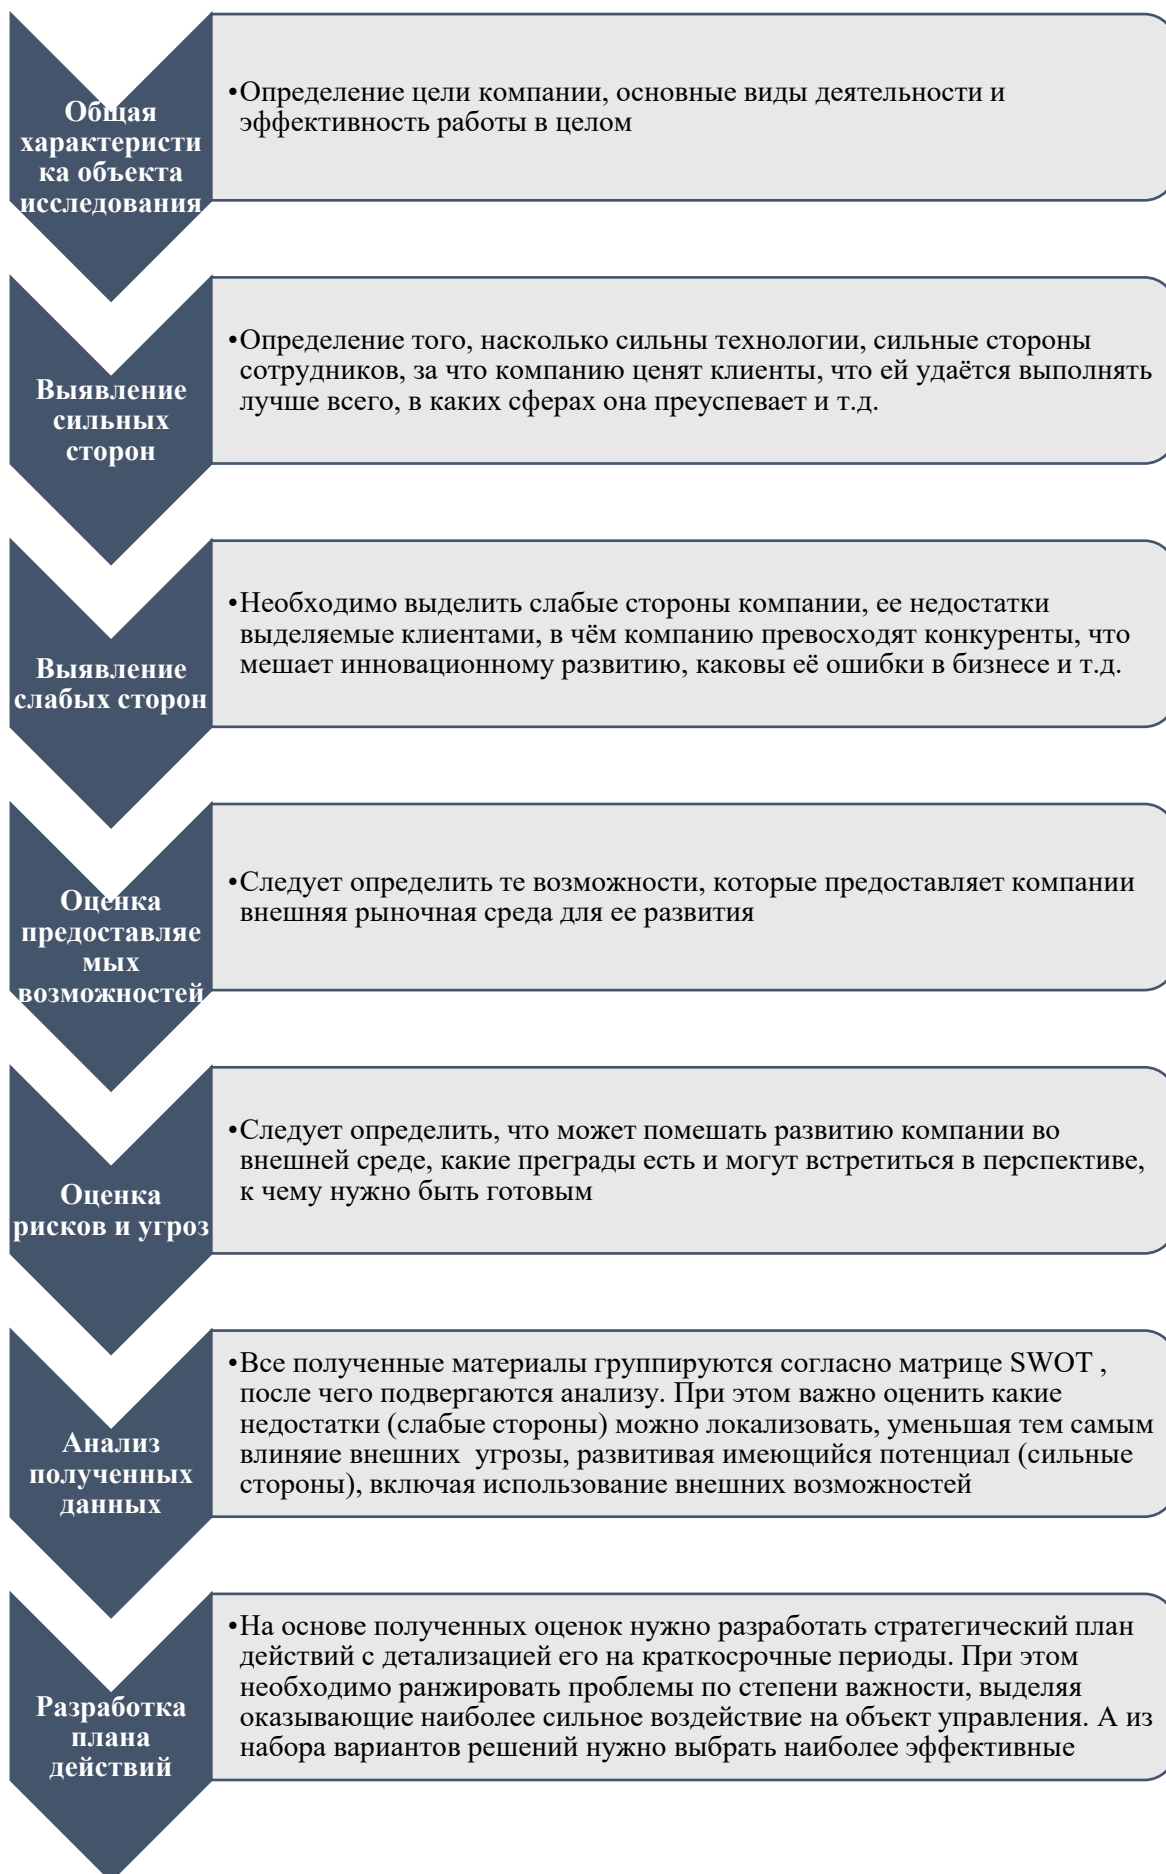 Общая
характеристи
ка объекта
исследования
•Определение цели компании, основные виды деятельности и
эффективность работы в целом
Выявление
сильных
сторон
•Определение того, насколько сильны технологии, сильные стороны
сотрудников, за что компанию ценят клиенты, что ей удаётся выполнять
лучше всего, в каких сферах она преуспевает и т.д.
Выявление
слабых сторон
•Необходимо выделить слабые стороны компании, ее недостатки
выделяемые клиентами, в чём компанию превосходят конкуренты, что
мешает инновационному развитию, каковы её ошибки в бизнесе и т.д.
Оценка
предоставляе
мых
возможностей
•Следует определить те возможности, которые предоставляет компании
внешняя рыночная среда для ее развития
Оценка
рисков и угроз
•Следует определить, что может помешать развитию компании во
внешней среде, какие преграды есть и могут встретиться в перспективе,
к чему нужно быть готовым
Анализ
полученных
данных
•Все полученные материалы группируются согласно матрице SWOT ,
после чего подвергаются анализу. При этом важно оценить какие
недостатки (слабые стороны) можно локализовать, уменьшая тем самым
влияние внешних  угрозы, развитивая имеющийся потенциал (сильные
стороны), включая использование внешних возможностей
Разработка
плана
действий
•На основе полученных оценок нужно разработать стратегический план
действий с детализацией его на краткосрочные периоды. При этом
необходимо ранжировать проблемы по степени важности, выделяя
оказывающие наиболее сильное воздействие на объект управления. А из
набора вариантов решений нужно выбрать наиболее эффективные